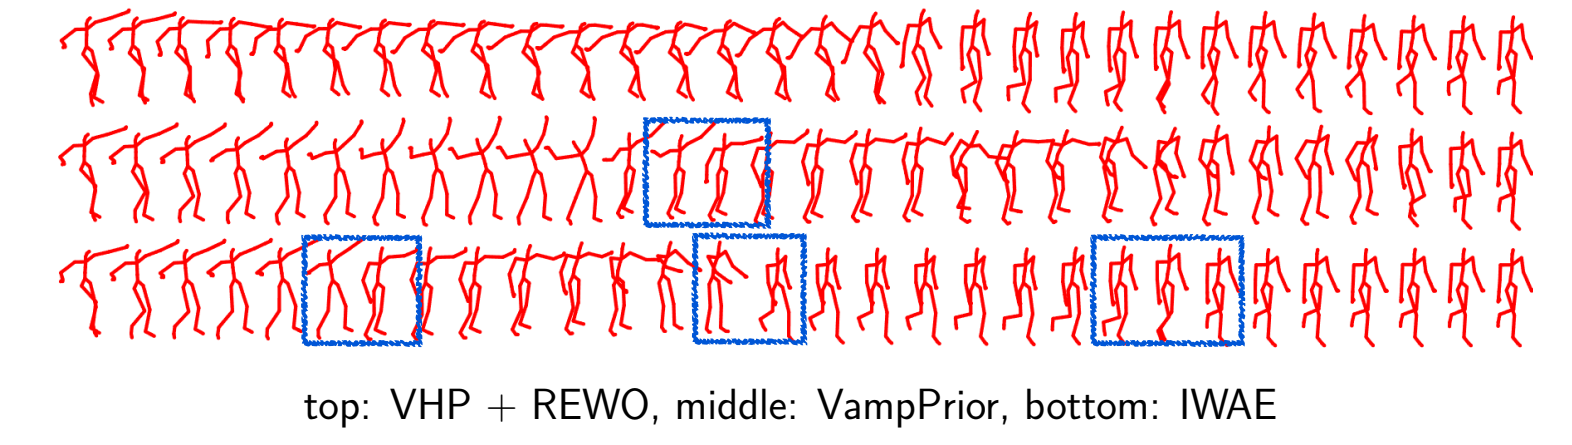 top: VHP + REWO, middle: VampPrior, bottom: IWAE